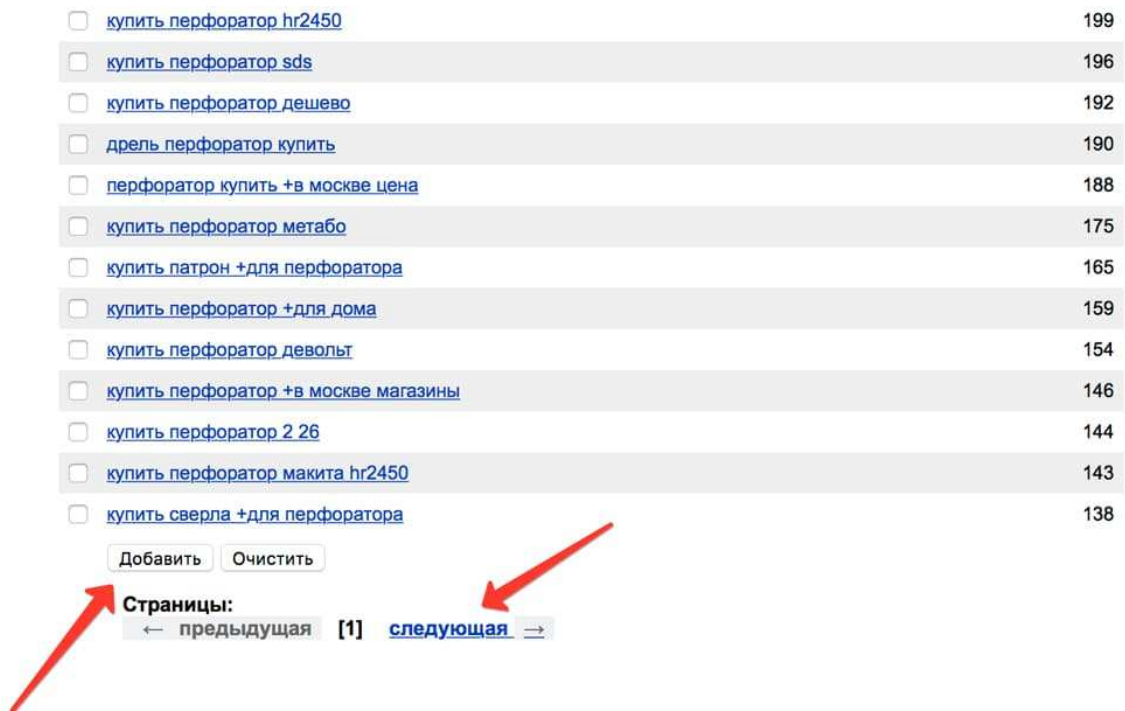 купить перфоратор hr2450 199
купить перфоратор sds 196
купить перфоратор дешево 192
дрель перфоратор купить 190
перфоратор купить +в москве цена 188
купить перфоратор метабо 175
купить патрон +для перфоратора 165
купить перфоратор +для дома 159
купить перфоратор девольт 154
купить перфоратор +в москве магазины 146
купить перфоратор 2 26 144
купить перфоратор макита hr2450 143
купить сверла +для перфоратора 138
Добавить Очистить
Страницы:
← предыдущая [1] следующая →